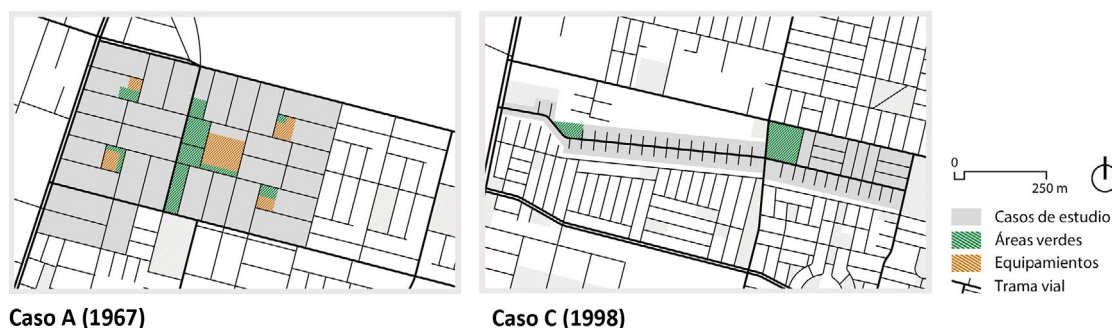 0
250 m
Casos de estudio
Áreas verdes
Equipamientos
Trama vial
Caso A (1967)
Caso C (1998)